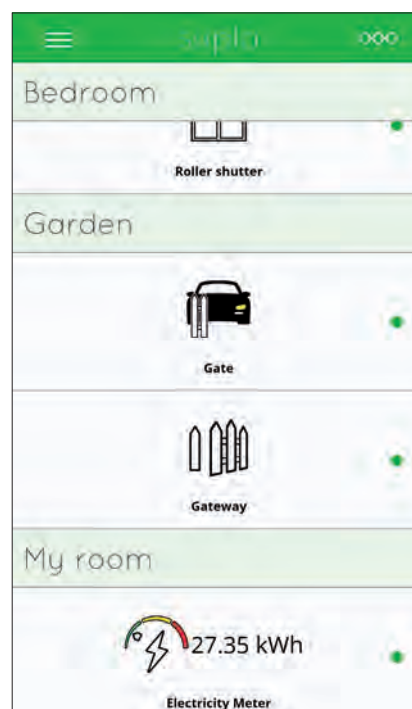 supla
Bedroom
Roller shutter
Garden
Gate
Gateway
My room
27.35 kWh
Electricity Meter